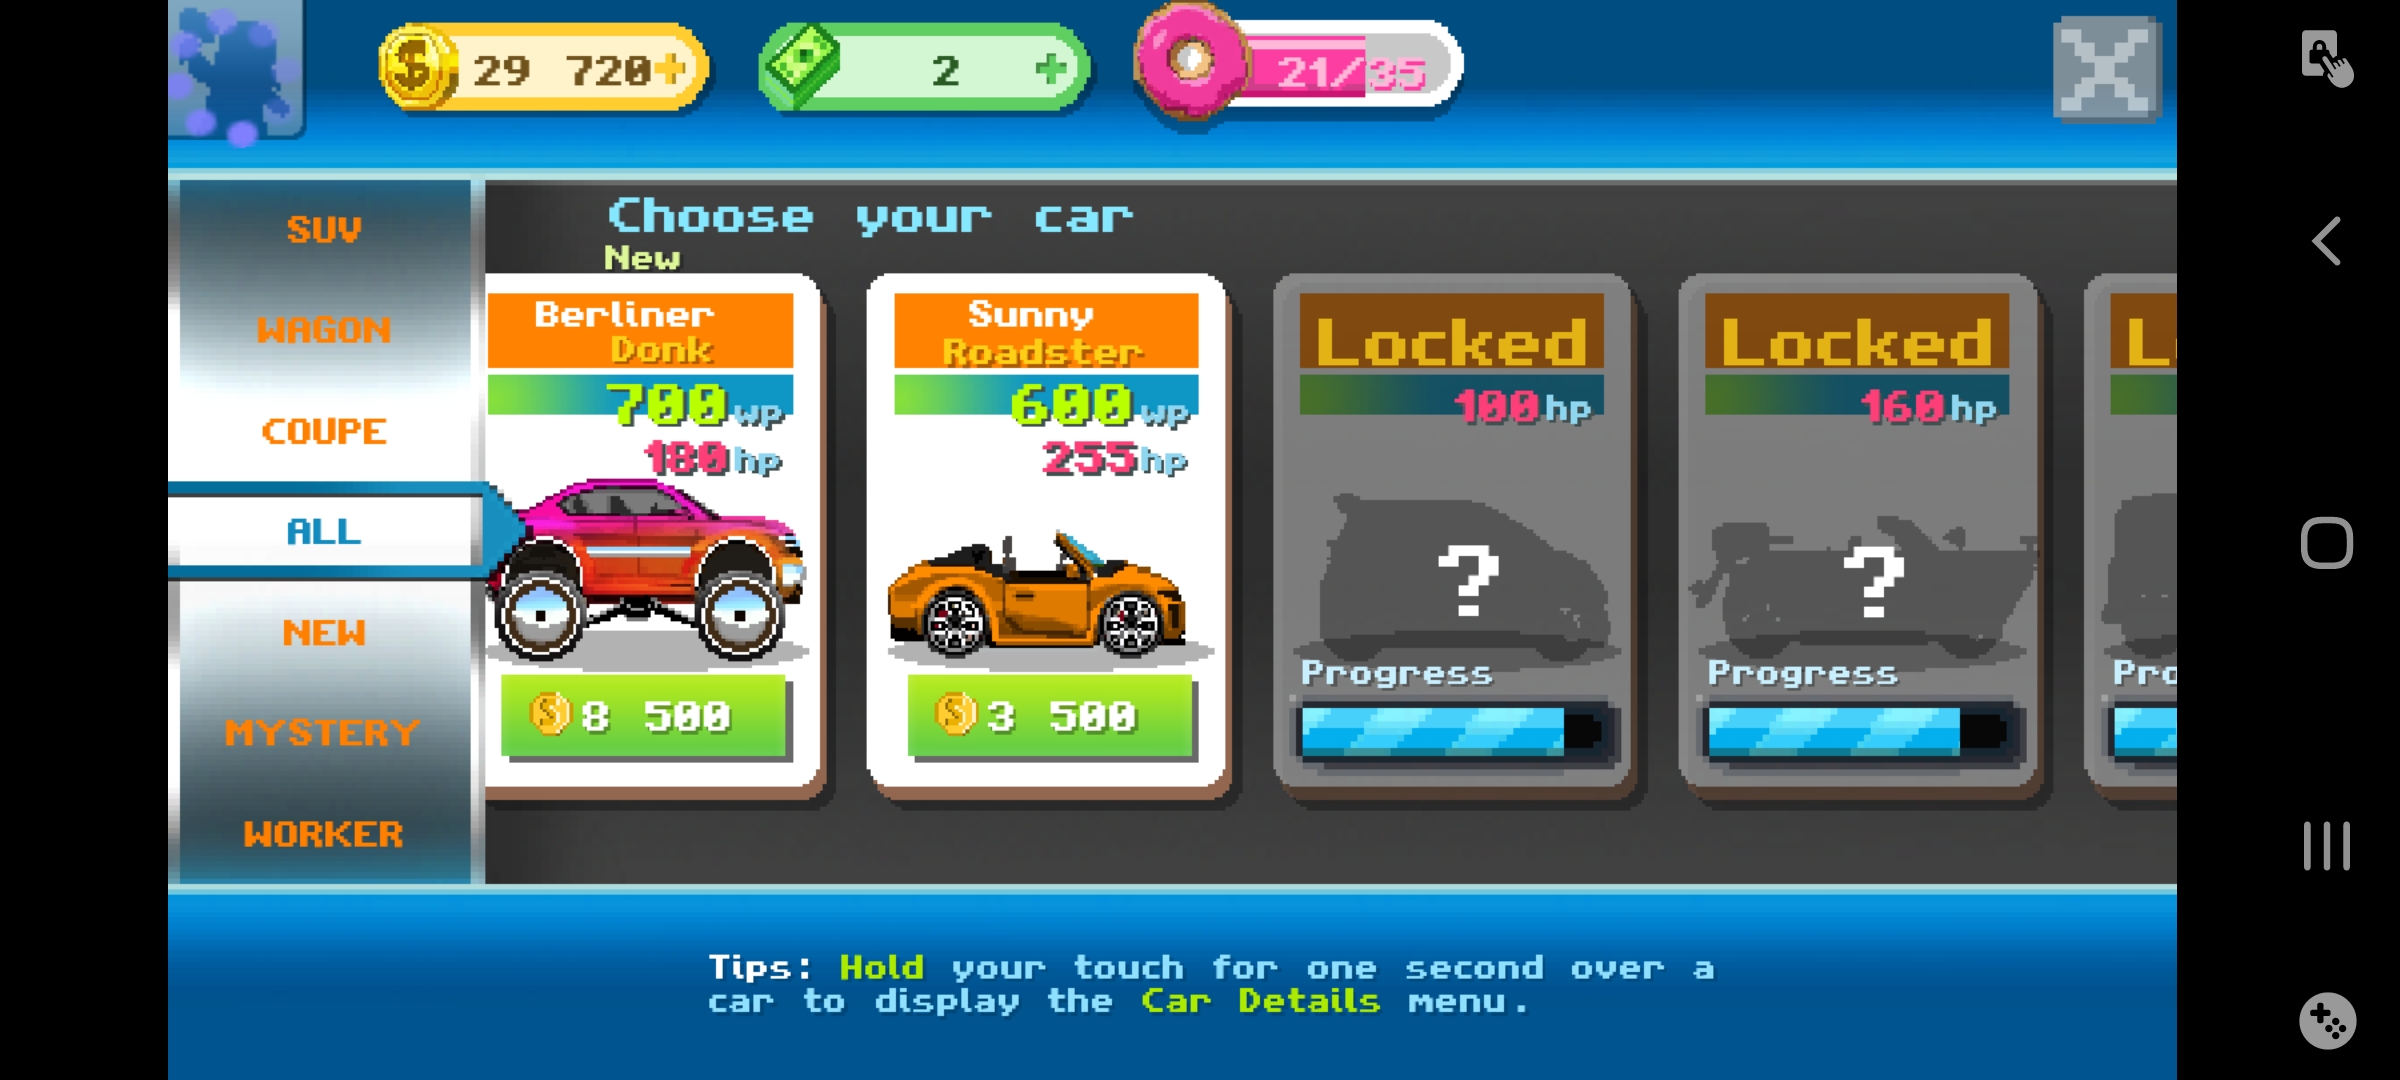 29 720+
2 +
21/35
SUV
WAGON
COUPE
ALL
NEW
MYSTERY
WORKER
Choose your car
New
Berliner
Donk
700 wp
180 hp
8 500
Sunny
Roadster
600 wp
255 hp
3 500
Locked
100 hp
?
Progress
Locked
160 hp
?
Progress
Tips: Hold your touch for one second over a
car to display the Car Details menu.